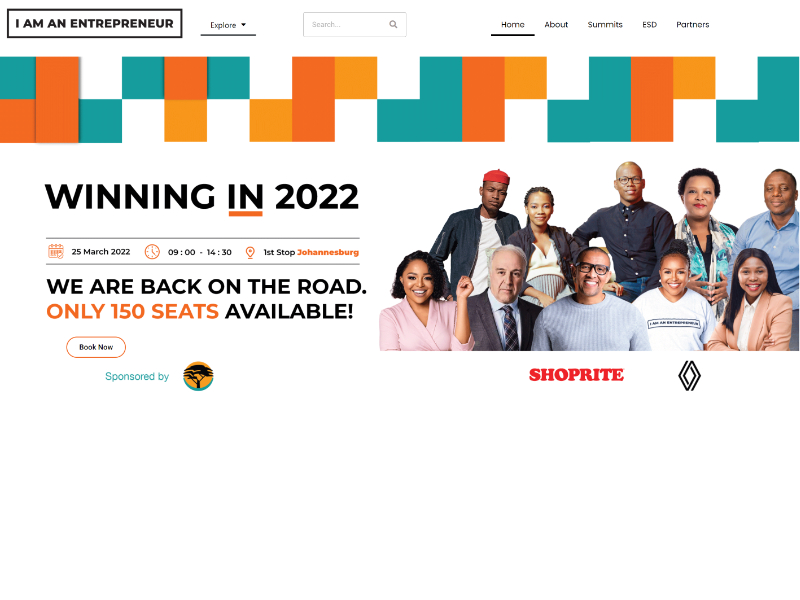 I AM AN ENTREPRENEUR
Explore
Search...
Home About Summits ESD Partners
WINNING IN 2022
25 March 2022 09 : 00 - 14 : 30 1st Stop Johannesburg
WE ARE BACK ON THE ROAD.
ONLY 150 SEATS AVAILABLE!
I AM AN ENTREPRENEUR
Book Now
Sponsored by
SHOPRITE